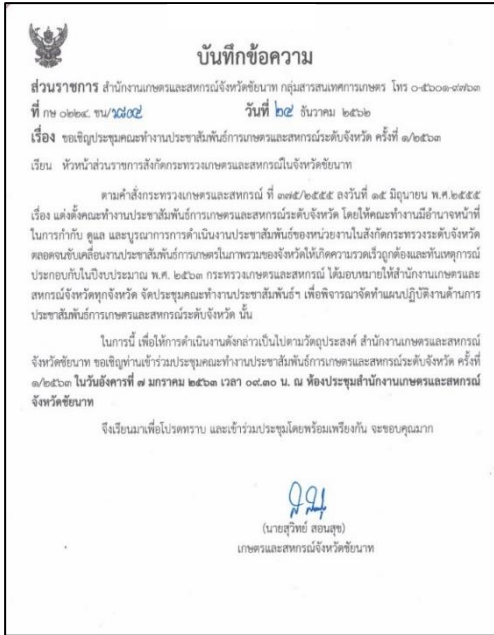 บันทึกข้อความ
ส่วนราชการ สำนักงานเกษตรและสหกรณ์จังหวัดชัยนาท กลุ่มสารสนเทศการเกษตร โทร ๐-๕๖๐๑-๙๗๖๓
ที่ กษ ๐๒๒๔. ชน/ วันที่ ๒๔ ธันวาคม ๒๕๖๒
เรื่อง ขอเชิญประชุมคณะทำงานประชาสัมพันธ์การเกษตรและสหกรณ์ระดับจังหวัด ครั้งที่ ๑/๒๕๖๓
เรียน หัวหน้าส่วนราชการสังกัดกระทรวงเกษตรและสหกรณ์ในจังหวัดชัยนาท
ตามคำสั่งกระทรวงเกษตรและสหกรณ์ ที่ ๓๗๕/๒๕๕๕ ลงวันที่ ๑๕ มิถุนายน พ.ศ.๒๕๕๕
เรื่อง แต่งตั้งคณะทำงานประชาสัมพันธ์การเกษตรและสหกรณ์ระดับจังหวัด โดยให้คณะทำงานมีอำนาจหน้าที่
ในการกำกับ ดูแล และบูรณาการการดำเนินงานประชาสัมพันธ์ของหน่วยงานในสังกัดกระทรวงระดับจังหวัด
ตลอดจนขับเคลื่อนงานประชาสัมพันธ์การเกษตรในภาพรวมของจังหวัดให้เกิดความรวดเร็วถูกต้องและทันเหตุการณ์
ประกอบกับในปีงบประมาณ พ.ศ. ๒๕๖๓ กระทรวงเกษตรและสหกรณ์ ได้มอบหมายให้สำนักงานเกษตรและ
สหกรณ์จังหวัดทุกจังหวัด จัดประชุมคณะทำงานประชาสัมพันธ์ฯ เพื่อพิจารณาจัดทำแผนปฏิบัติงานด้านการ
ประชาสัมพันธ์การเกษตรและสหกรณ์ระดับจังหวัด นั้น
ในการนี้ เพื่อให้การดำเนินงานดังกล่าวเป็นไปตามวัตถุประสงค์ สำนักงานเกษตรและสหกรณ์
จังหวัดชัยนาท ขอเชิญท่านเข้าร่วมประชุมคณะทำงานประชาสัมพันธ์การเกษตรและสหกรณ์ระดับจังหวัด ครั้งที่
๑/๒๕๖๓ ในวันอังคารที่ ๗ มกราคม ๒๕๖๓ เวลา ๐๙.๓๐ น. ณ ห้องประชุมสำนักงานเกษตรและสหกรณ์
จังหวัดชัยนาท
จึงเรียนมาเพื่อโปรดทราบ และเข้าร่วมประชุมโดยพร้อมเพรียงกัน จะขอบคุณมาก
(นายสุวิทย์ สอนสุข)
เกษตรและสหกรณ์จังหวัดชัยนาท